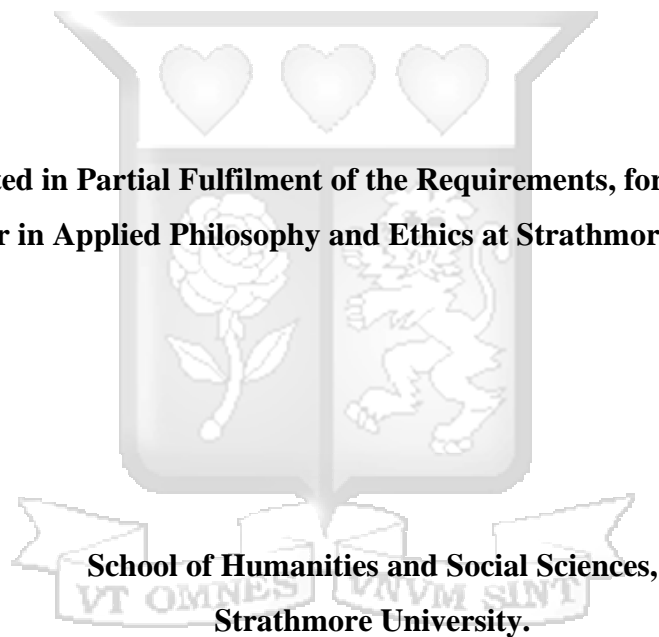 ted in Partial Fulfilment of the Requirements, for
r in Applied Philosophy and Ethics at Strathmor
School of Humanities and Social Sciences,
VT OMNES VNVM SINT
Strathmore University.